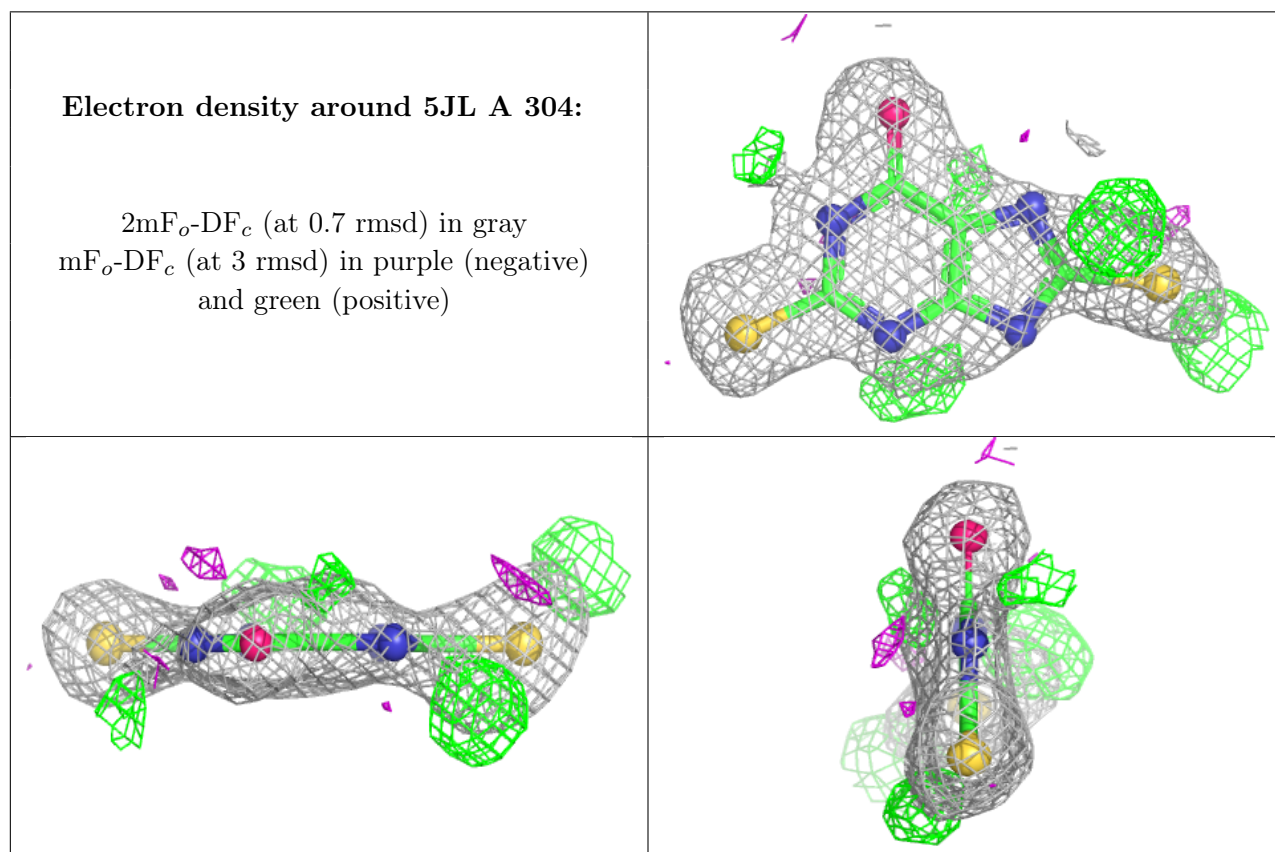 Electron density around 5JL A 304:
2mFo-DFc (at 0.7 rmsd) in gray
mFo-DFc (at 3 rmsd) in purple (negative)
and green (positive)